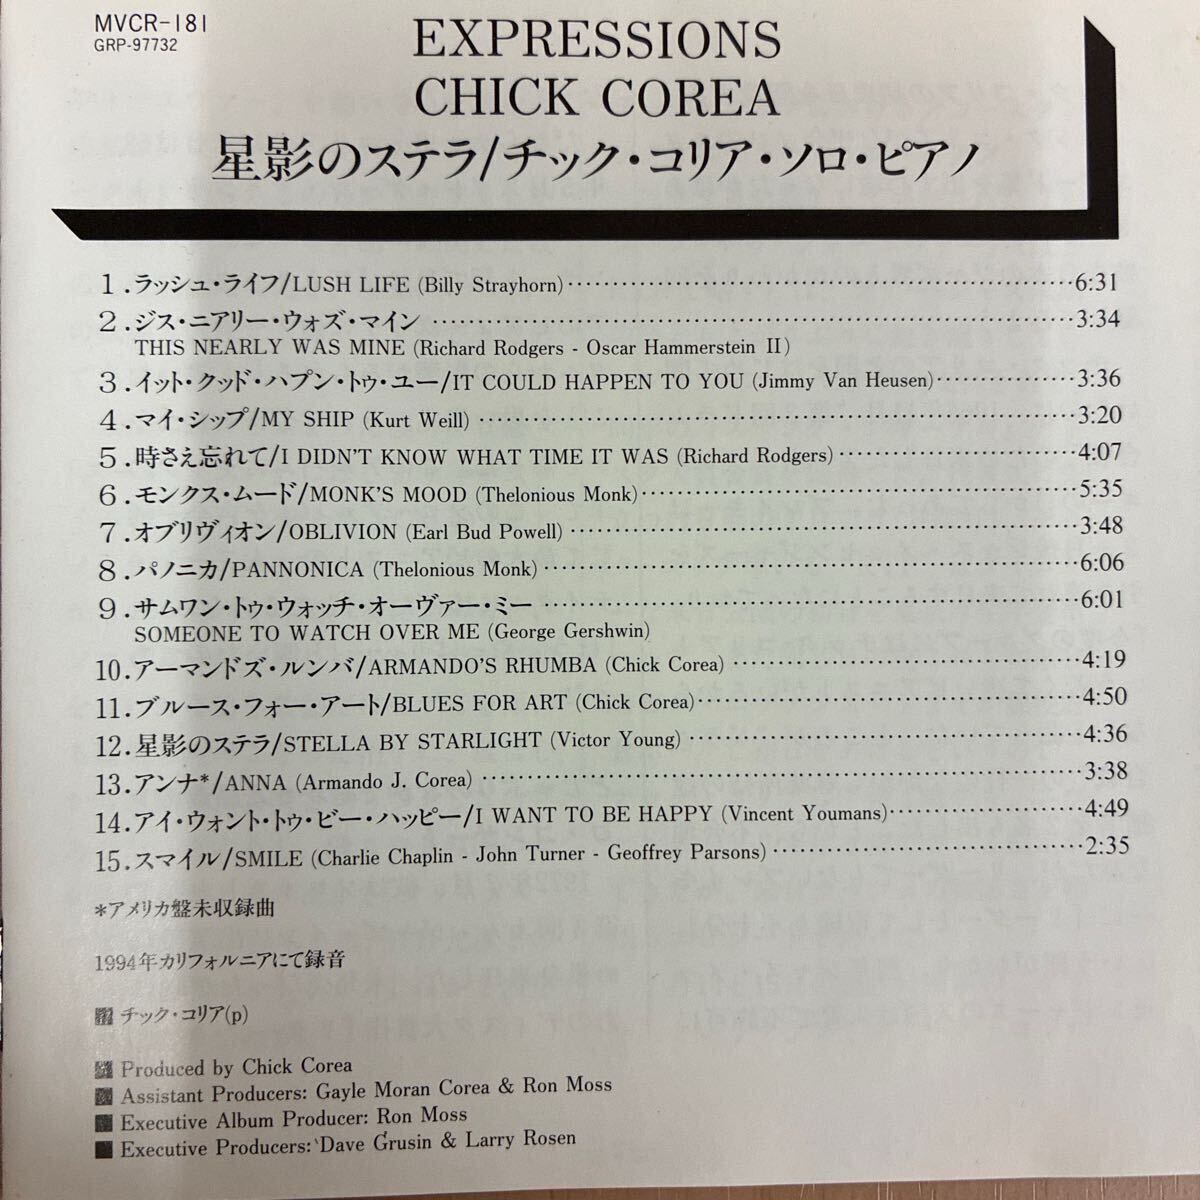 MVCR-181
GRP-97732
EXPRESSIONS
CHICK COREA
星影のステラ/チック・コリア・ソロ・ピアノ
1.ラッシュ・ライフ/LUSH LIFE (Billy Strayhorn)……6:31
2.ジス・ニアリー・ウォズ・マイン……3:34
THIS NEARLY WAS MINE (Richard Rodgers - Oscar Hammerstein II)
3.イット・クッド・ハプン・トゥ・ユー/IT COULD HAPPEN TO YOU (Jimmy Van Heusen)……3:36
4.マイ・シップ/MY SHIP (Kurt Weill)……3:20
5.時さえ忘れて/I DIDN'T KNOW WHAT TIME IT WAS (Richard Rodgers)……4:07
6.モンクス・ムード/MONK'S MOOD (Thelonious Monk)……5:35
7.オブリヴィオン/OBLIVION (Earl Bud Powell)……3:48
8.パノニカ/PANNONICA (Thelonious Monk)……6:06
9.サムワン・トゥ・ウォッチ・オーヴァー・ミー……6:01
SOMEONE TO WATCH OVER ME (George Gershwin)
10.アーマンドズ・ルンバ/ARMANDO'S RHUMBA (Chick Corea)……4:19
11.ブルース・フォー・アート/BLUES FOR ART (Chick Corea)……4:50
12.星影のステラ/STELLA BY STARLIGHT (Victor Young)……4:36
13.アンナ*/ANNA (Armando J. Corea)……3:38
14.アイ・ウォント・トゥ・ビー・ハッピー/I WANT TO BE HAPPY (Vincent Youmans)……4:49
15.スマイル/SMILE (Charlie Chaplin - John Turner - Geoffrey Parsons)……2:35
*アメリカ盤未収録曲
1994年カリフォルニアにて録音
チック・コリア(p)
Produced by Chick Corea
Assistant Producers: Gayle Moran Corea & Ron Moss
Executive Album Producer: Ron Moss
Executive Producers: Dave Grusin & Larry Rosen